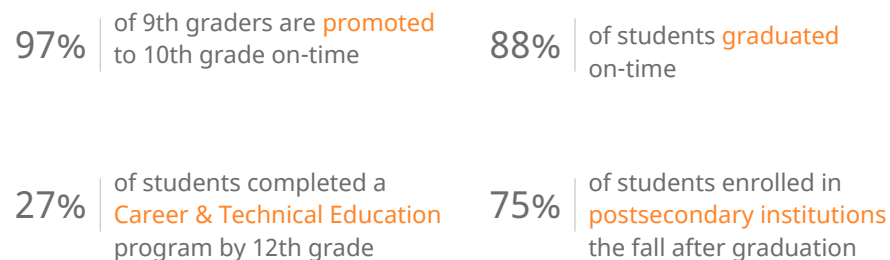 97%
of 9th graders are promoted
to 10th grade on-time
88%
of students graduated
on-time
27%
of students completed a
Career & Technical Education
program by 12th grade
75%
of students enrolled in
postsecondary institutions
the fall after graduation